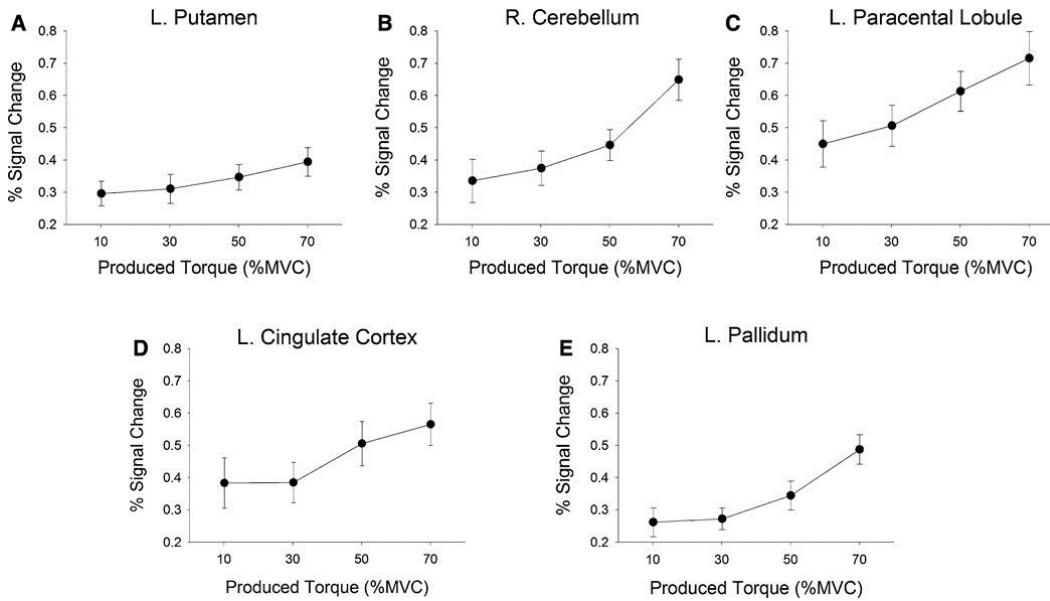 A
L. Putamen
% Signal Change
0.8
0.7
0.6
0.5
0.4
0.3
0.2
10 30 50 70
Produced Torque (%MVC)
B
R. Cerebellum
% Signal Change
0.8
0.7
0.6
0.5
0.4
0.3
0.2
10 30 50 70
Produced Torque (%MVC)
C
L. Paracental Lobule
% Signal Change
0.8
0.7
0.6
0.5
0.4
0.3
0.2
10 30 50 70
Produced Torque (%MVC)
D
L. Cingulate Cortex
% Signal Change
0.8
0.7
0.6
0.5
0.4
0.3
0.2
10 30 50 70
Produced Torque (%MVC)
E
L. Pallidum
% Signal Change
0.8
0.7
0.6
0.5
0.4
0.3
0.2
10 30 50 70
Produced Torque (%MVC)